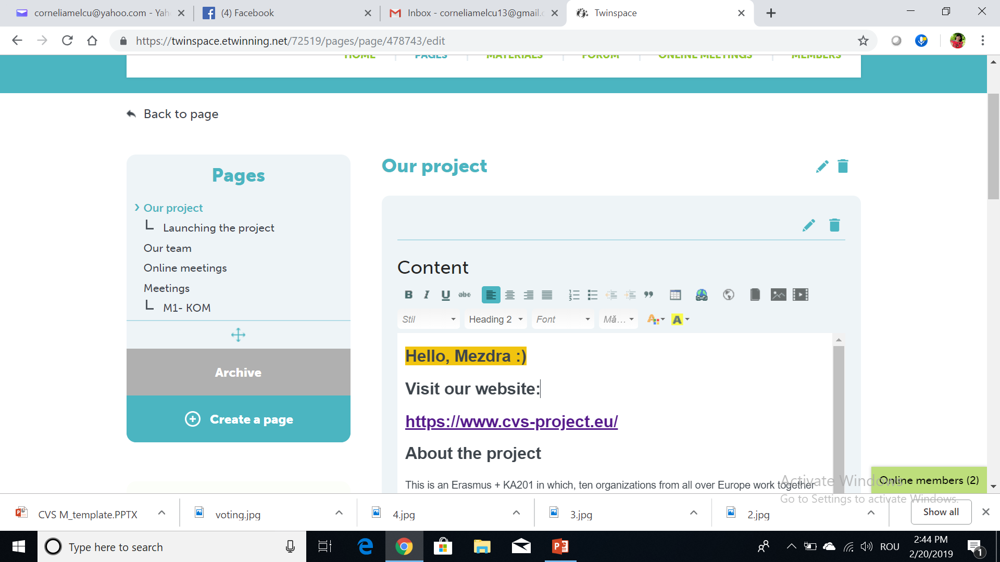 corneliamelcu@yahoo.com - Yah
(4) Facebook
Inbox - corneliamelcu13@gmail.c
Twinspace
https://twinspace.etwinning.net/72519/pages/page/478743/edit
HOME
PAGES
MATERIALS
FORUM
ONLINE MEETINGS
MEMBERS
Back to page
Pages
Our project
Launching the project
Our team
Online meetings
Meetings
M1- KOM
Archive
Create a page
Our project
Content
B I U abc
Stil
Heading 2
Font
Mă...
A
A
Hello, Mezdra :)
Visit our website:
https://www.cvs-project.eu/
About the project
This is an Erasmus + KA201 in which, ten organizations from all over Europe work together
Activate Windows
Go to Settings to activate Windows.
Online members (2)
CVS M_template.PPTX
voting.jpg
4.jpg
3.jpg
2.jpg
Show all
Type here to search
ROU
2:44 PM
2/20/2019
1